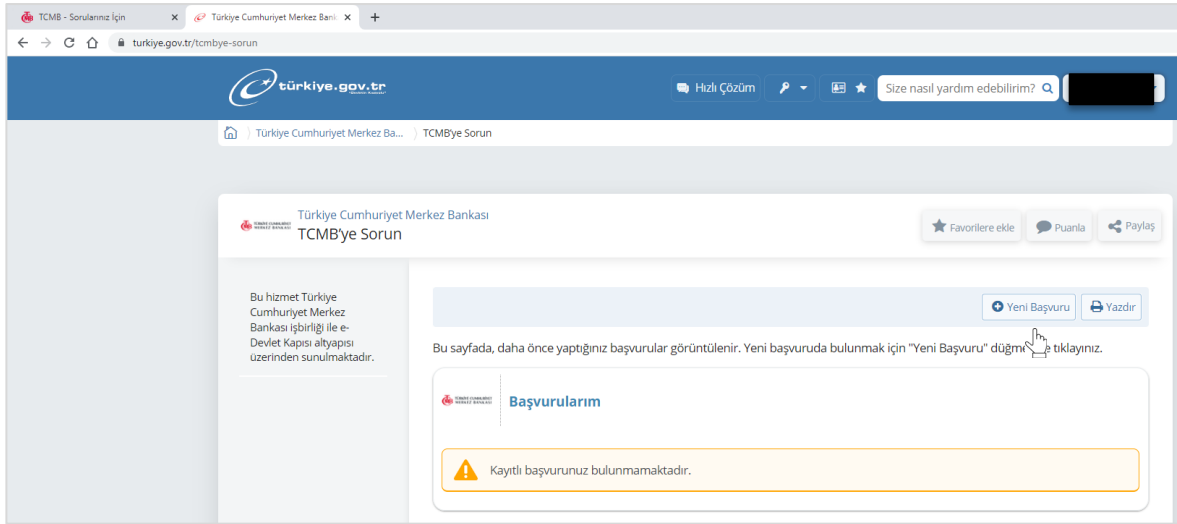 TCMB - Sorularınız İçin
Türkiye Cumhuriyet Merkez Bank
turkiye.gov.tr/tcmbye-sorun
türkiye.gov.tr
Hızlı Çözüm
Size nasıl yardım edebilirim?
Türkiye Cumhuriyet Merkez Ba...
TCMB'ye Sorun
Türkiye Cumhuriyet Merkez Bankası
TCMB'ye Sorun
Favorilere ekle
Puanla
Paylaş
Bu hizmet Türkiye
Cumhuriyet Merkez
Bankası işbirliği ile e-
Devlet Kapısı altyapısı
üzerinden sunulmaktadır.
Yeni Başvuru
Yazdır
Bu sayfada, daha önce yaptığınız başvurular görüntülenir. Yeni başvuruda bulunmak için "Yeni Başvuru" tıklayınız.
Başvurularım
Kayıtlı başvurunuz bulunmamaktadır.